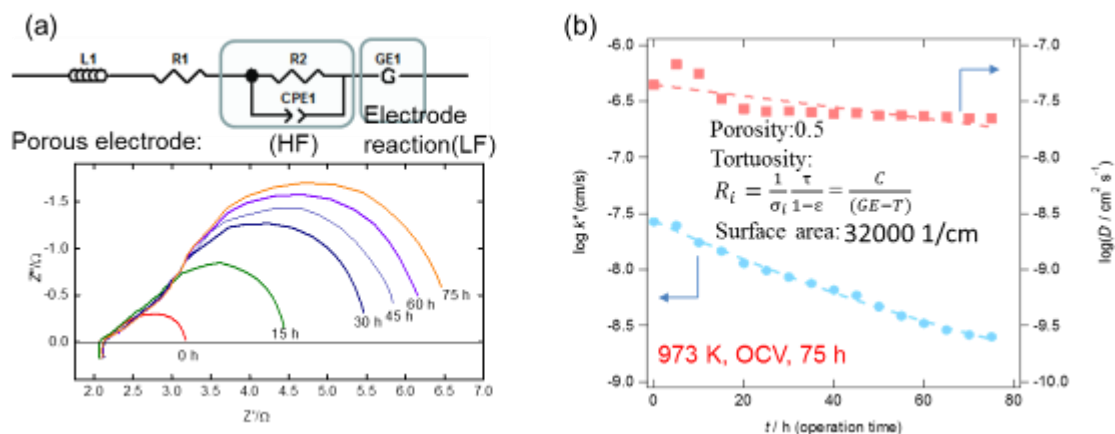 (a)
L1
R1
R2
GE1
G
CPE1
Porous electrode:
(HF)
Electrode
reaction(LF)
-1.5
-1.0
-0.5
0.0
Z"/Ω
0 h
15 h
30 h
45 h
60 h
75 h
2.0 2.5 3.0 3.5 4.0 4.5 5.0 5.5 6.0 6.5 7.0
Z'/Ω
(b)
-6.0
-6.5
-7.0
-7.5
-8.0
-8.5
-9.0
log k* (cm/s)
-7.0
-7.5
-8.0
-8.5
-9.0
-9.5
-10.0
log(D / cm² s⁻¹)
Porosity:0.5
Tortuosity:
R_i = 1/σ_i τ/(1−ε) = C/(GE−T)
Surface area: 32000 1/cm
973 K, OCV, 75 h
0 20 40 60 80
t / h (operation time)